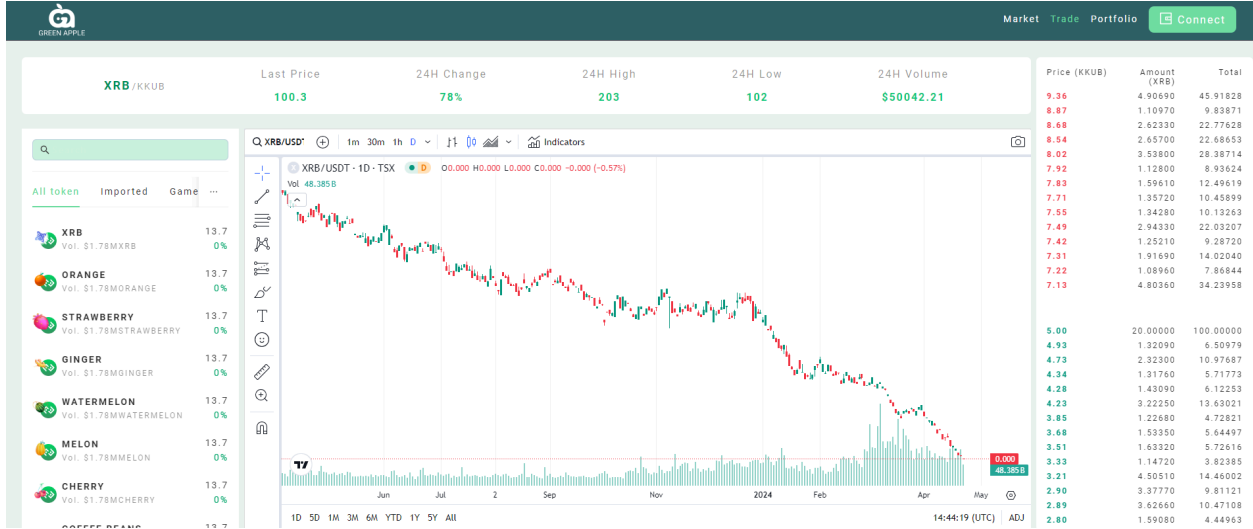 GREEN APPLE
Market Trade Portfolio Connect
XRB/KKUB
Last Price 24H Change 24H High 24H Low 24H Volume
100.3 78% 203 102 $50042.21
All token Imported Game ...
XRB 13.7
Vol. $1.78MXRB 0%
ORANGE 13.7
Vol. $1.78MORANGE 0%
STRAWBERRY 13.7
Vol. $1.78MSTRAWBERRY 0%
GINGER 13.7
Vol. $1.78MGINGER 0%
WATERMELON 13.7
Vol. $1.78MWATERMELON 0%
MELON 13.7
Vol. $1.78MMELON 0%
CHERRY 13.7
Vol. $1.78MCHERRY 0%
COFFEE BEANS 13.7
XRB/USD 1m 30m 1h D Indicators
XRB/USDT · 1D · TSX D O0.000 H0.000 L0.000 C0.000 -0.000 (-0.57%)
Vol 48.385B
0.000
48.385B
Jun Jul 2 Sep Nov 2024 Feb Apr May
1D 5D 1M 3M 6M YTD 1Y 5Y All 14:44:19 (UTC) ADJ
Price (KKUB) Amount (XRB) Total
9.36 4.90690 45.91828
8.87 1.10970 9.83871
8.68 2.62330 22.77628
8.54 2.65700 22.68653
8.02 3.53800 28.38714
7.92 1.12800 8.93624
7.83 1.59610 12.49619
7.71 1.35720 10.45899
7.55 1.34280 10.13263
7.49 2.94330 22.03207
7.42 1.25210 9.28720
7.31 1.91690 14.02040
7.22 1.08960 7.86844
7.13 4.80360 34.23958
5.00 20.00000 100.00000
4.93 1.32090 6.50979
4.73 2.32300 10.97687
4.34 1.31760 5.71773
4.28 1.43090 6.12253
4.23 3.22250 13.63021
3.85 1.22680 4.72821
3.68 1.53350 5.64497
3.51 1.63320 5.72616
3.33 1.14720 3.82385
3.21 4.50510 14.46002
2.90 3.37770 9.81121
2.89 3.62660 10.47108
2.80 1.59080 4.44963